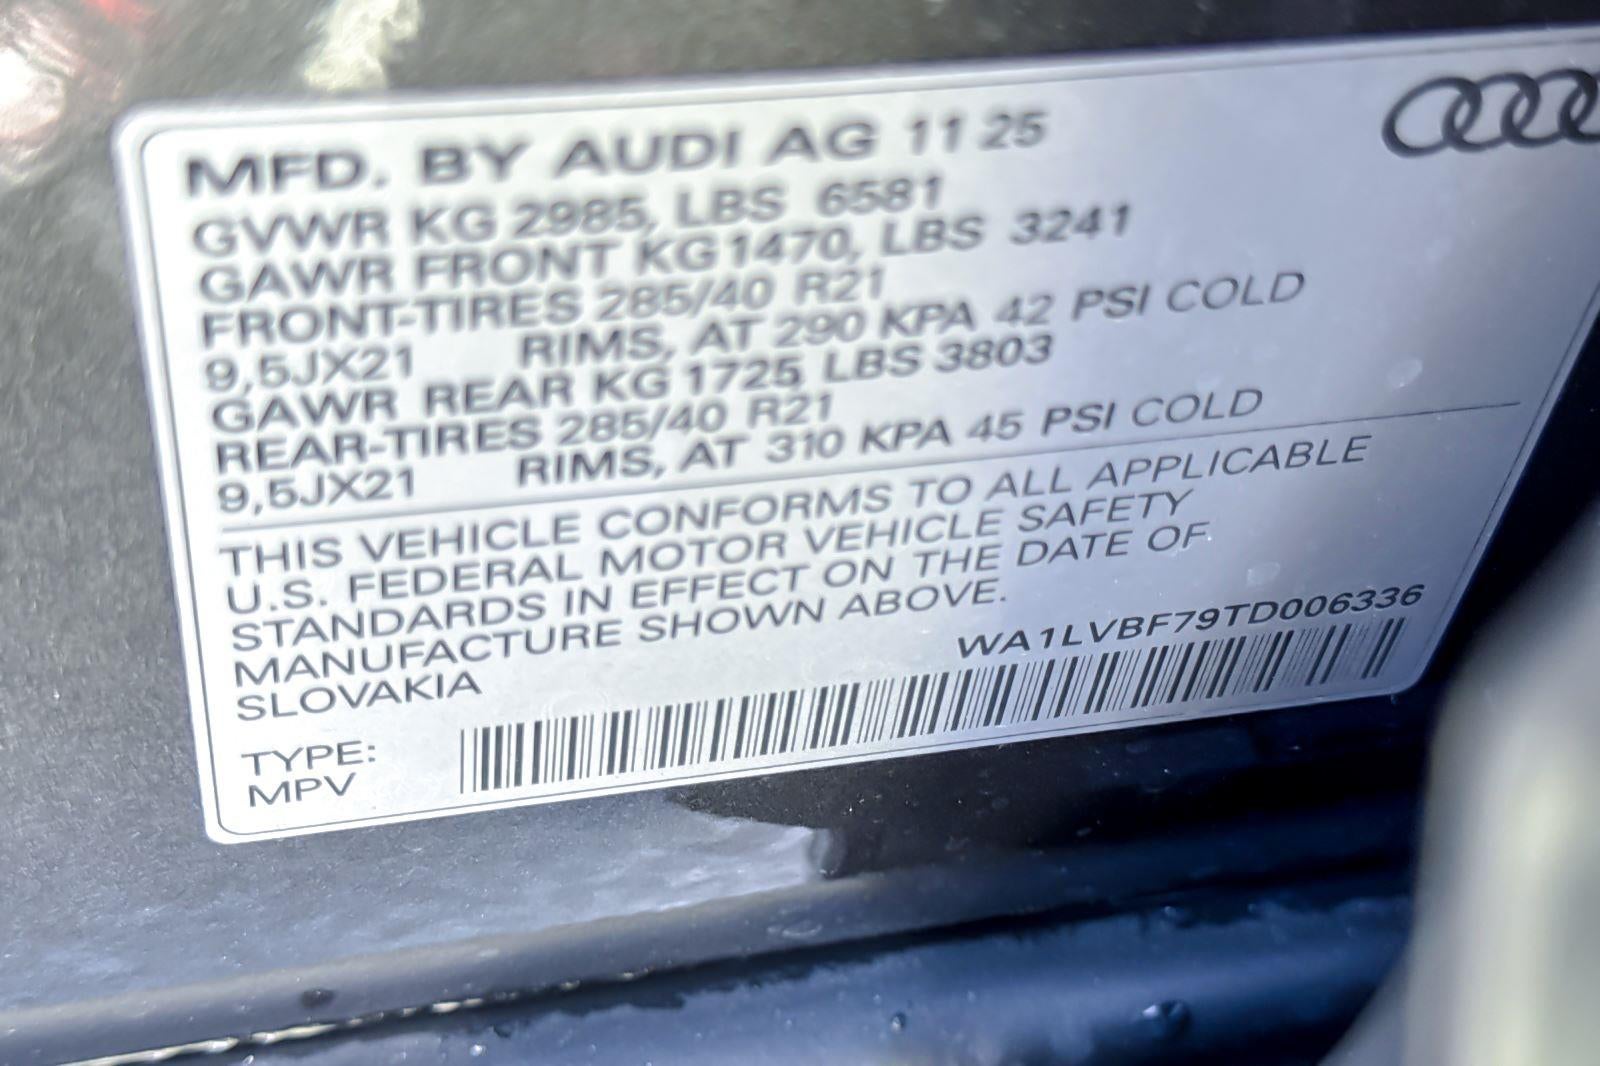 MFD. BY AUDI AG 11 25
GVWR KG 2985, LBS 6581
GAWR FRONT KG 1470, LBS 3241
FRONT-TIRES 285/40 R21
9,5JX21 RIMS, AT 290 KPA 42 PSI COLD
GAWR REAR KG 1725 LBS 3803
REAR-TIRES 285/40 R21
9,5JX21 RIMS, AT 310 KPA 45 PSI COLD
THIS VEHICLE CONFORMS TO ALL APPLICABLE
U.S. FEDERAL MOTOR VEHICLE SAFETY
STANDARDS IN EFFECT ON THE DATE OF
MANUFACTURE SHOWN ABOVE.
SLOVAKIA
WA1LVBF79TD006336
TYPE:
MPV